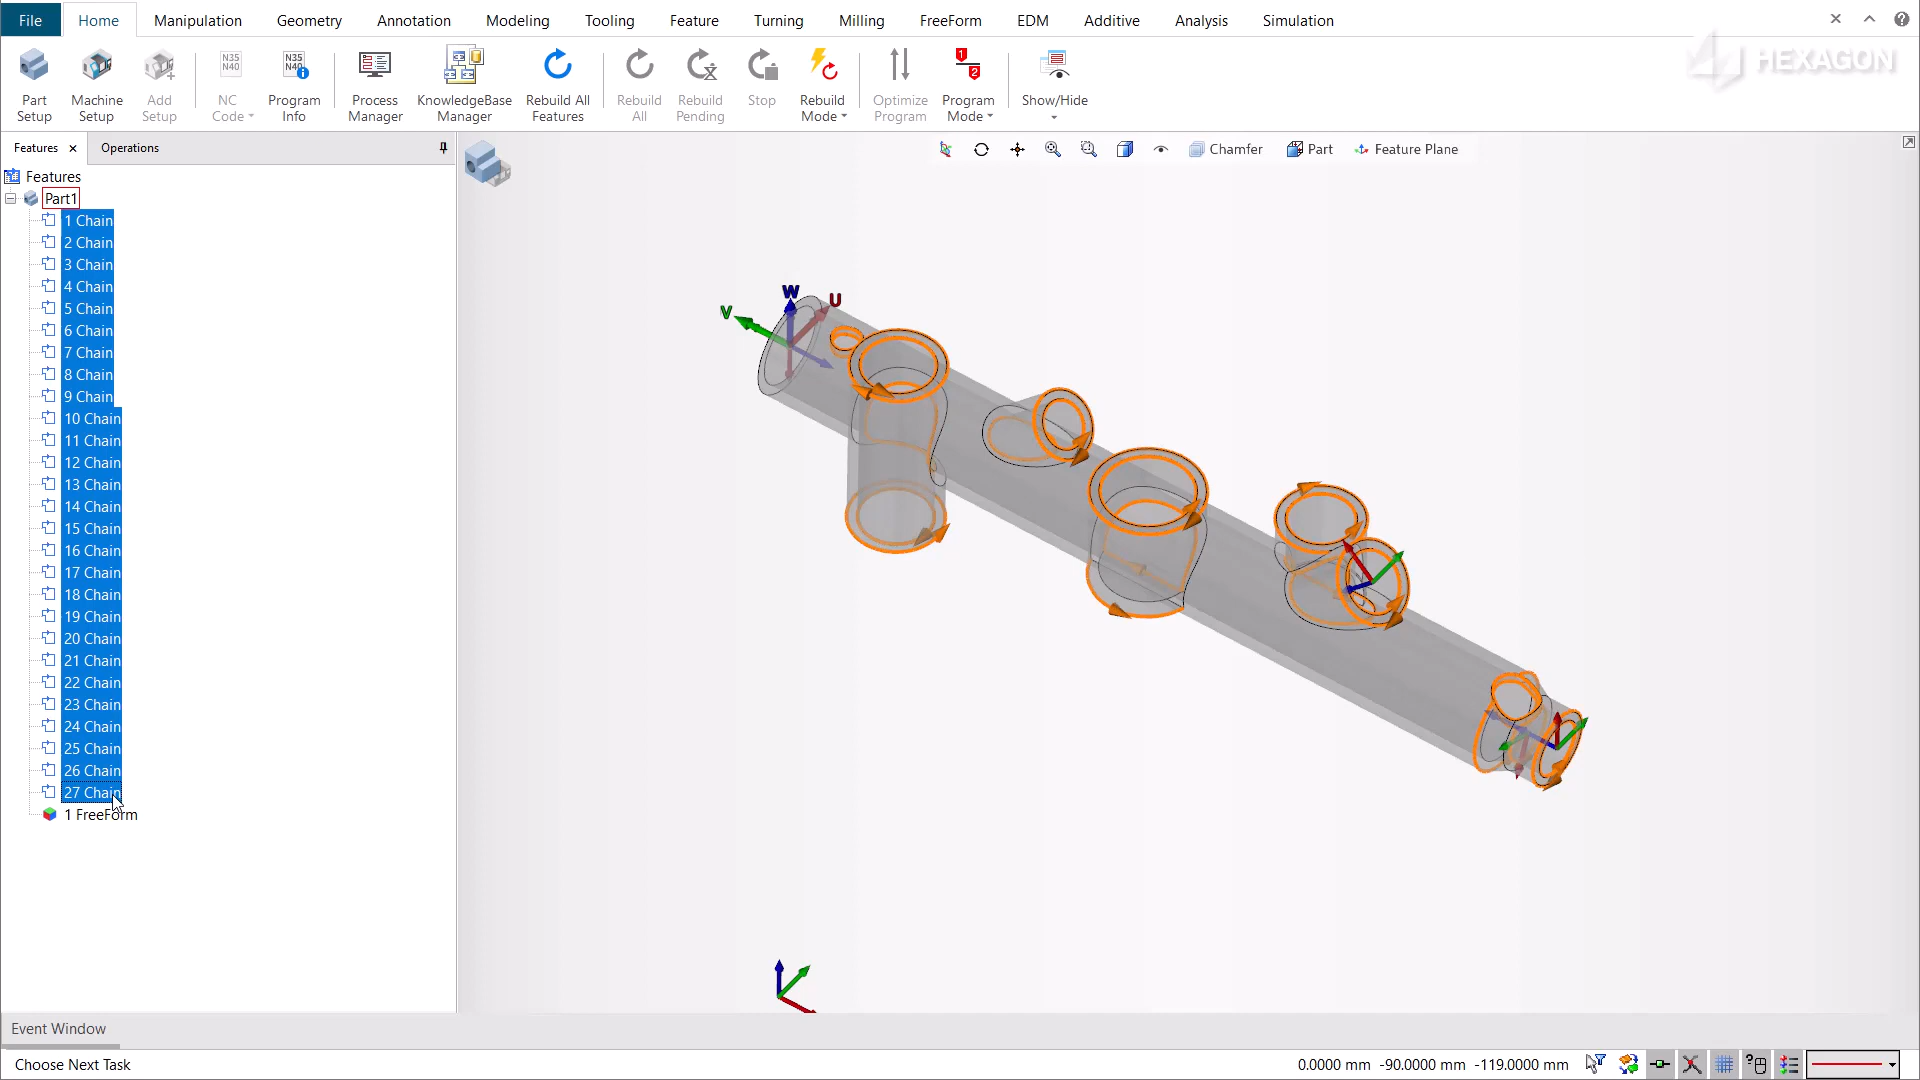 File Home Manipulation Geometry Annotation Modeling Tooling Feature Turning Milling FreeForm EDM Additive Analysis Simulation
HEXAGON
N35 N40
N35 N40
1 2
Part Setup
Machine Setup
Add Setup
NC Code
Program Info
Process Manager
KnowledgeBase Manager
Rebuild All Features
Rebuild All
Rebuild Pending
Stop
Rebuild Mode
Optimize Program
Program Mode
Show/Hide
Features Operations
Chamfer Part Feature Plane
Features
Part1
1 Chain
2 Chain
3 Chain
4 Chain
5 Chain
6 Chain
7 Chain
8 Chain
9 Chain
10 Chain
11 Chain
12 Chain
13 Chain
14 Chain
15 Chain
16 Chain
17 Chain
18 Chain
19 Chain
20 Chain
21 Chain
22 Chain
23 Chain
24 Chain
25 Chain
26 Chain
27 Chain
1 FreeForm
V W U
Event Window
Choose Next Task
0.0000 mm -90.0000 mm -119.0000 mm